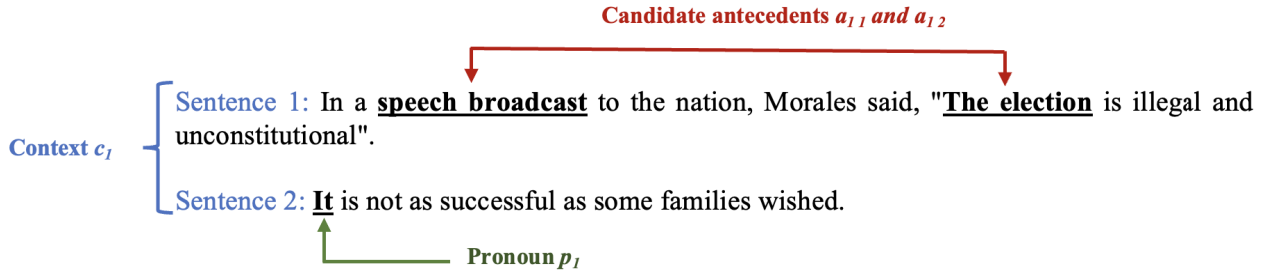 Candidate antecedents a1 1 and a1 2
Sentence 1: In a speech broadcast to the nation, Morales said, "The election is illegal and
unconstitutional".
Context c1
Sentence 2: It is not as successful as some families wished.
Pronoun p1